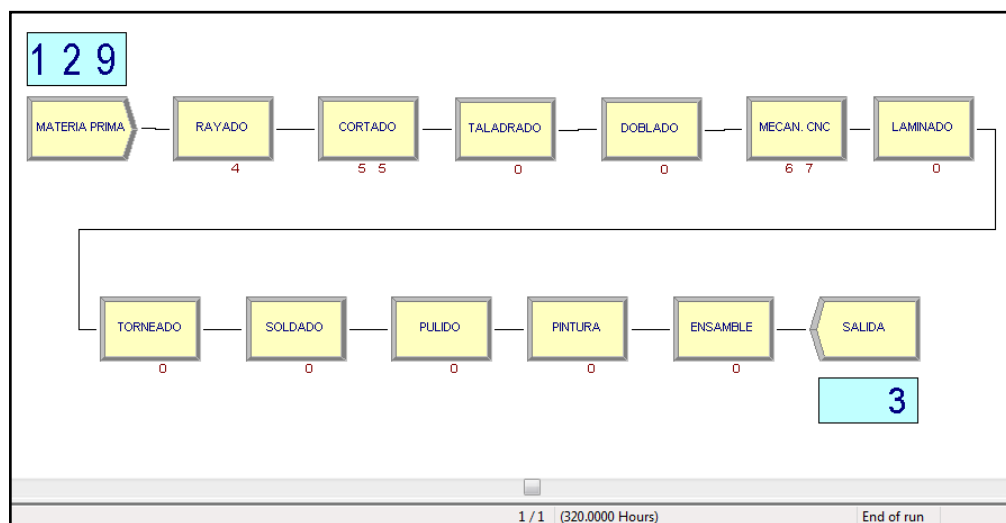 1 2 9
MATERIA PRIMA RAYADO CORTADO TALADRADO DOBLADO MECAN. CNC LAMINADO
4 5 5 0 0 6 7 0
TORNEADO SOLDADO PULIDO PINTURA ENSAMBLE SALIDA
0 0 0 0 0
3
1 / 1 (320.0000 Hours) End of run